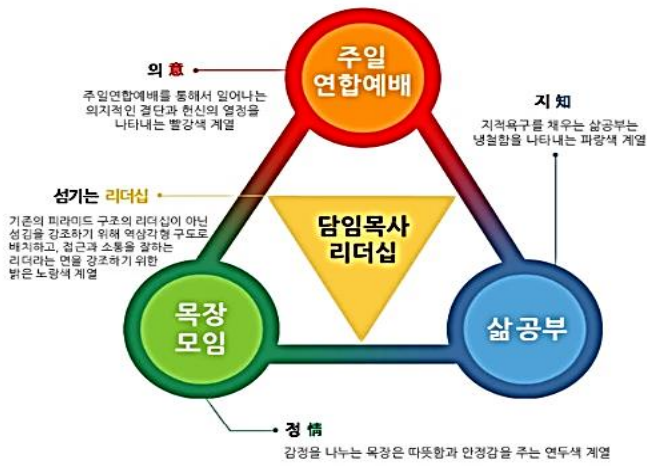 주일
연합예배
의 意
주일연합예배를 통해서 일어나는
의지적인 결단과 헌신의 열정을
나타내는 빨강색 계열
지 知
지적욕구를 채우는 삶공부는
냉철함을 나타내는 파랑색 계열
섬기는 리더십
기존의 피라미드 구조의 리더십이 아닌
섬김을 강조하기 위해 역삼각형 구도로
배치하고, 접근과 소통을 잘하는
리더라는 면을 강조하기 위한
밝은 노랑색 계열
담임목사
리더십
목장
모임
삶공부
정 情
감정을 나누는 목장은 따뜻함과 안정감을 주는 연두색 계열